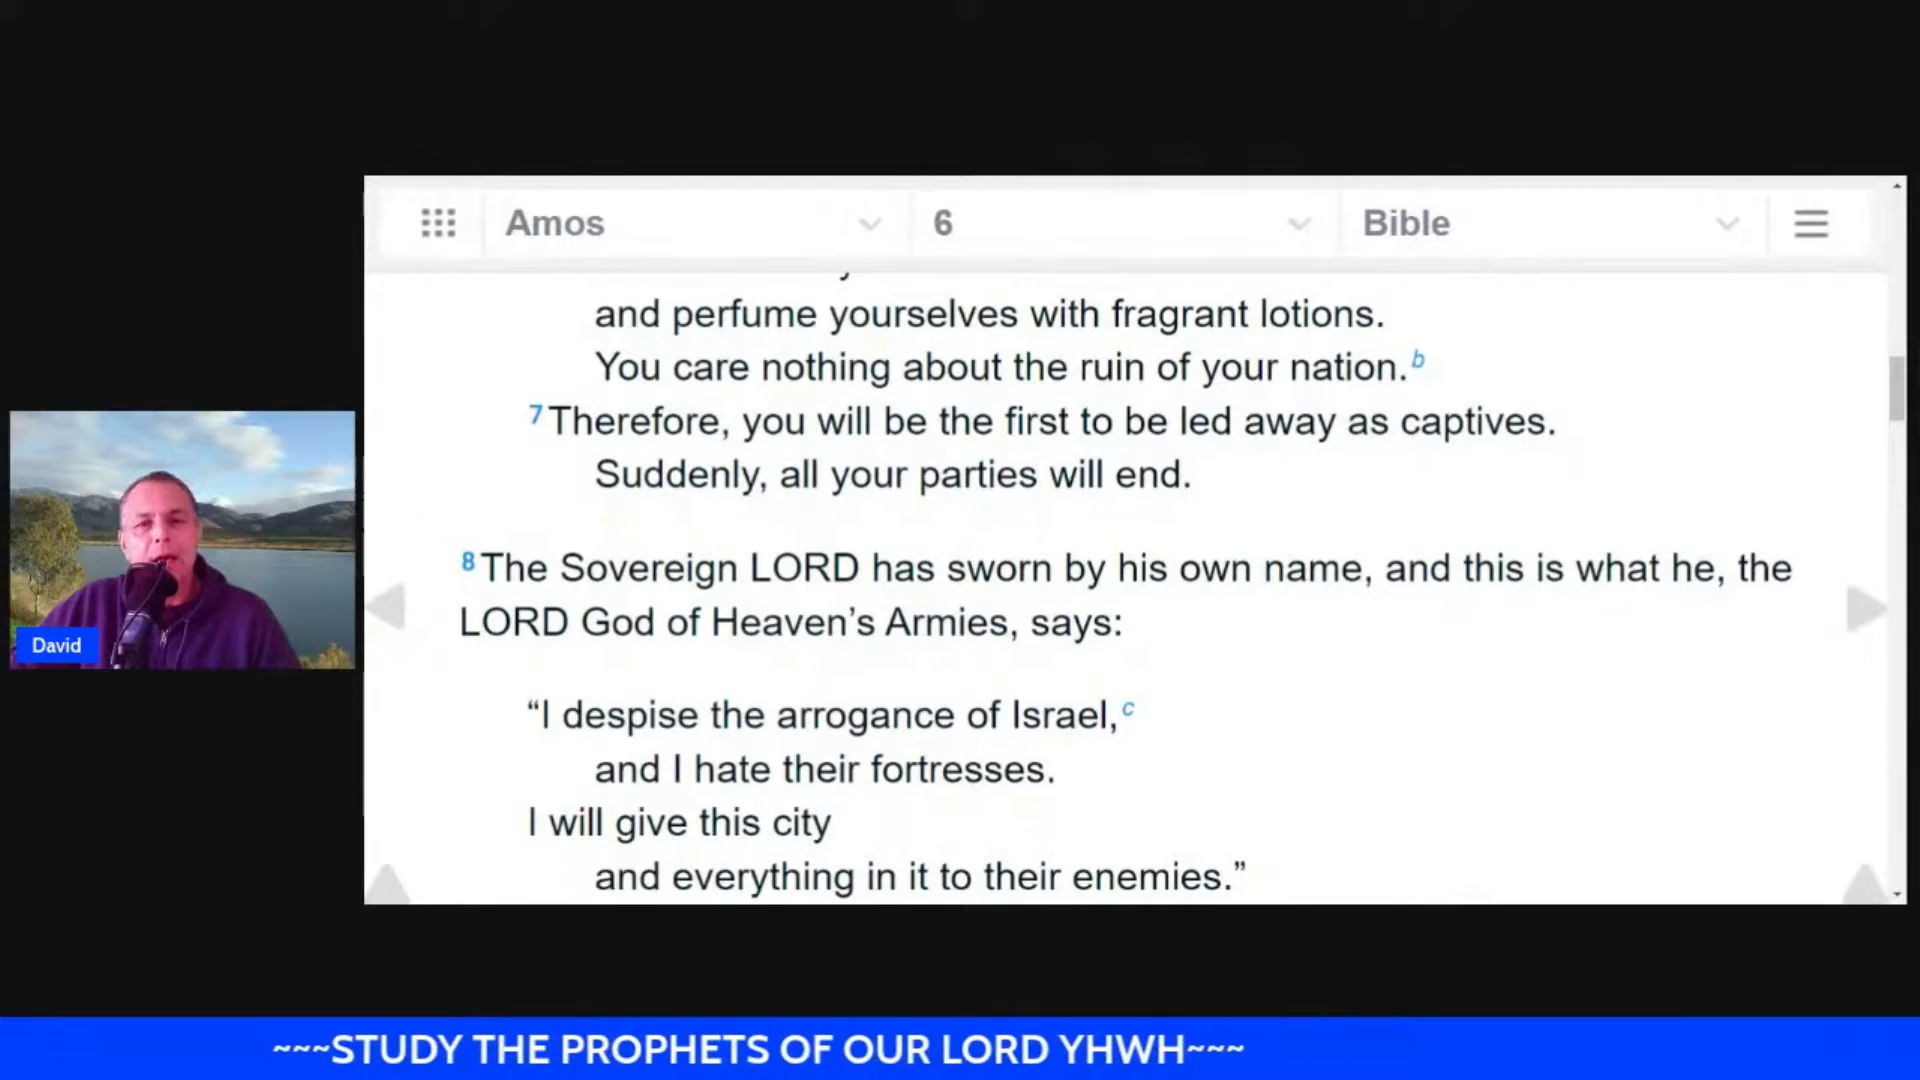 Amos
6
Bible
and perfume yourselves with fragrant lotions.
You care nothing about the ruin of your nation.b
7Therefore, you will be the first to be led away as captives.
Suddenly, all your parties will end.
8The Sovereign LORD has sworn by his own name, and this is what he, the
LORD God of Heaven’s Armies, says:
“I despise the arrogance of Israel,c
and I hate their fortresses.
I will give this city
and everything in it to their enemies.”
David
~~~STUDY THE PROPHETS OF OUR LORD YHWH~~~